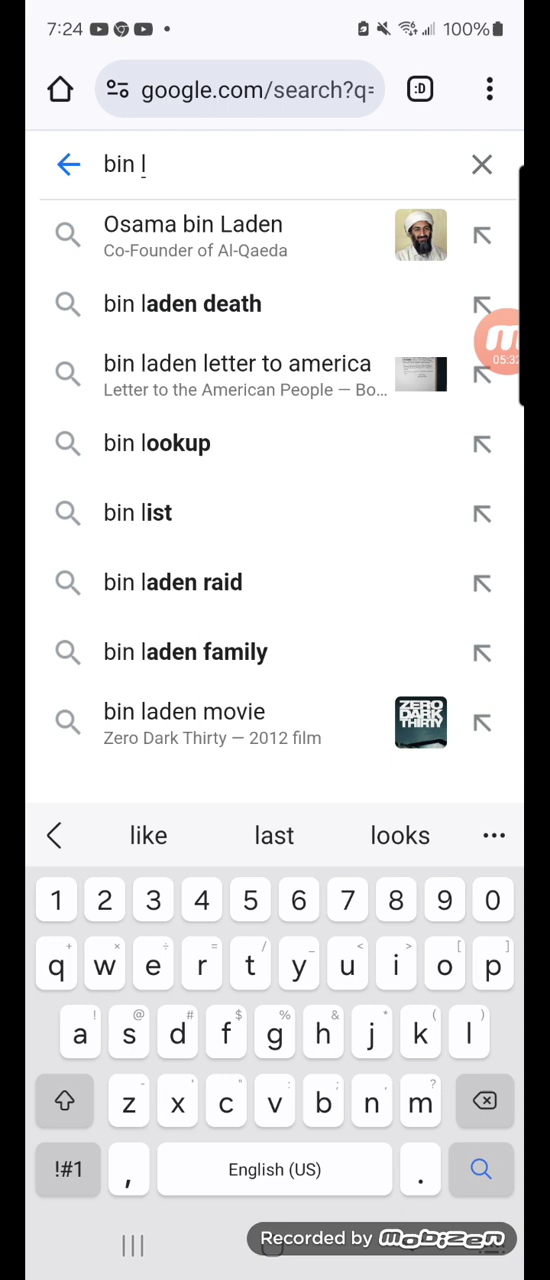 7:24
100%
google.com/search?q=
:D
bin l
Osama bin Laden
Co-Founder of Al-Qaeda
bin laden death
bin laden letter to america
Letter to the American People — Bo...
05:32
bin lookup
bin list
bin laden raid
bin laden family
bin laden movie
Zero Dark Thirty — 2012 film
ZERO
DARK
THIRTY
like last looks
1 2 3 4 5 6 7 8 9 0
+ × ÷ = / _ < > [ ]
q w e r t y u i o p
! @ # $ % & * ( )
a s d f g h j k l
- ' " : ; , ?
z x c v b n m
!#1 , English (US) .
Recorded by mobizen